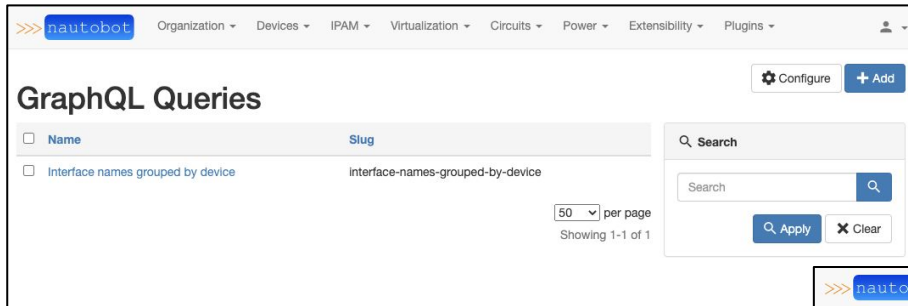 >>> nautobot Organization Devices IPAM Virtualization Circuits Power Extensibility Plugins
Configure + Add
GraphQL Queries
Name Slug
Interface names grouped by device interface-names-grouped-by-device
50 per page
Showing 1-1 of 1
Search
Search
Apply Clear
>>> nauto